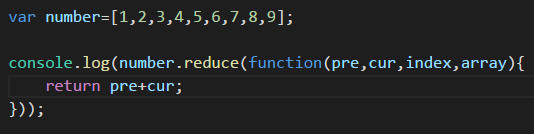 var number=[1,2,3,4,5,6,7,8,9];
console.log(number.reduce(function(pre,cur,index,array){
    return pre+cur;
}));